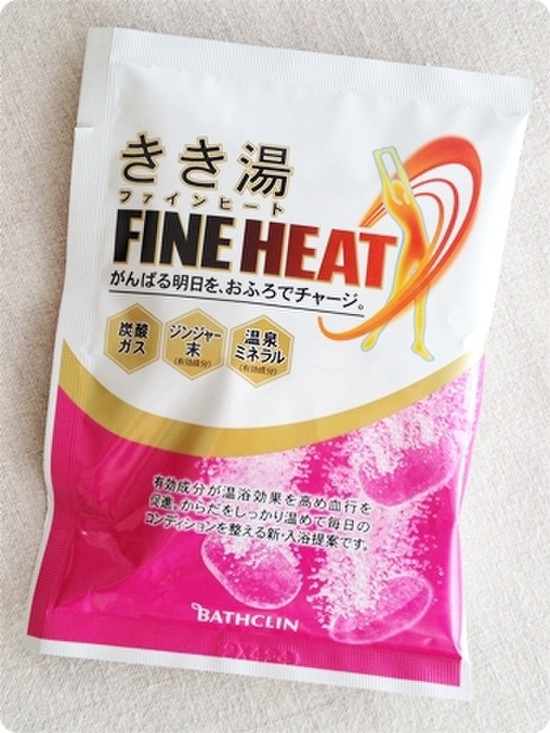 きき湯
ファインヒート
FINE HEAT
がんばる明日を、おふろでチャージ。
炭酸
ガス
ジンジャー
末
(有効成分)
温泉
ミネラル
(有効成分)
有効成分が温浴効果を高め血行を
促進。からだをしっかり温めて毎日の
コンディションを整える新・入浴提案です。
BATHCLIN